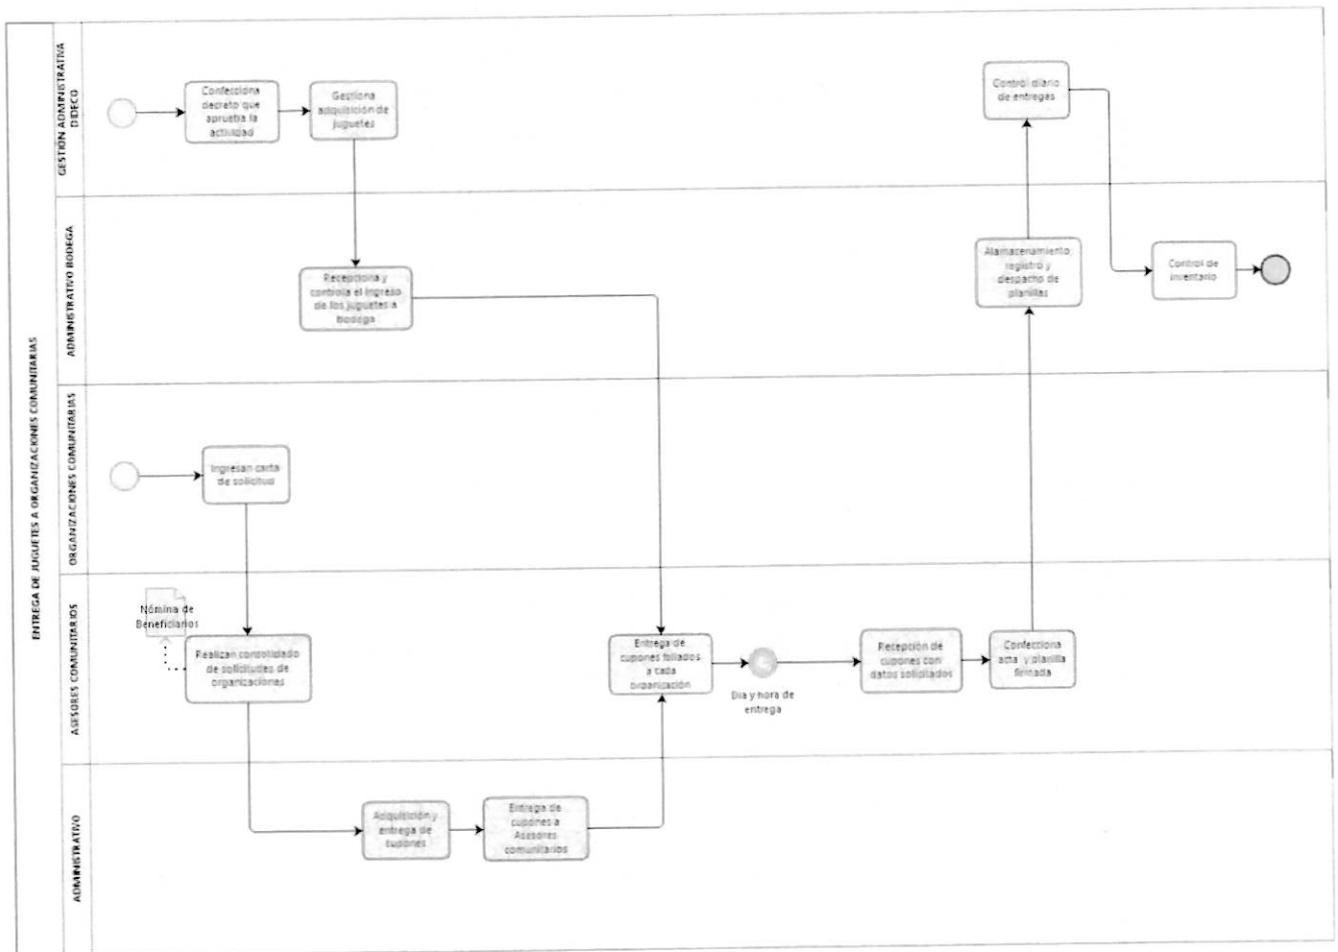 ENTREGA DE JUGUETES A ORGANIZACIONES COMUNITARIAS
GESTIÓN ADMINISTRATIVA
DIDECO
Confecciona
decreto que
aprueba la
actividad
Gestiona
adquisición de
juguetes
Control diario
de entregas
ADMINISTRATIVO BODEGA
Recepciona y
controla el ingreso
de los juguetes a
bodega
Alamacenamiento,
registro y
despacho de
planillas
Control de
inventario
ORGANIZACIONES COMUNITARIAS
Ingresan carta
de solicitud
ASESORES COMUNITARIOS
Nómina de
Beneficiarios
Realizan consolidado
de solicitudes de
organizaciones
Entrega de
cupones foliados
a cada
organización
Dia y hora de
entrega
Recepción de
cupones con
datos solicitados
Confecciona
acta y planilla
firmada
ADMINISTRATIVO
Adquisición y
entrega de
cupones
Entrega de
cupones a
Asesores
comunitarios